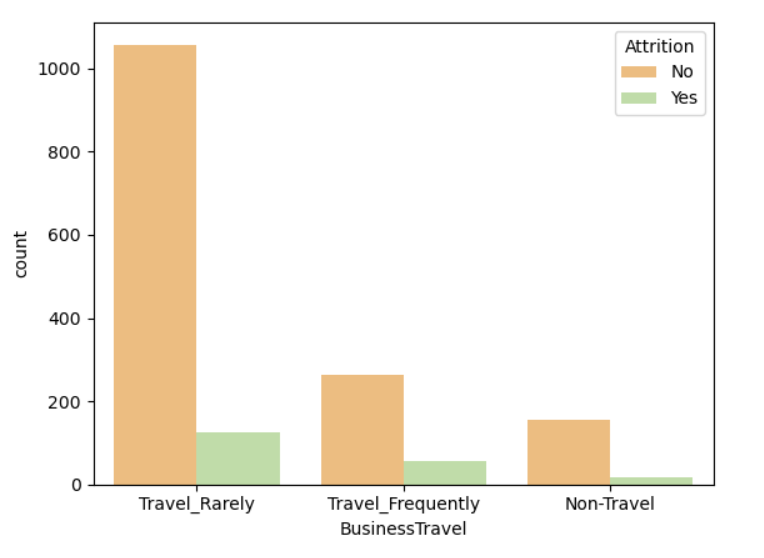 Attrition
No
Yes
1000
800
600
400
200
0
count
Travel_Rarely
Travel_Frequently
Non-Travel
BusinessTravel